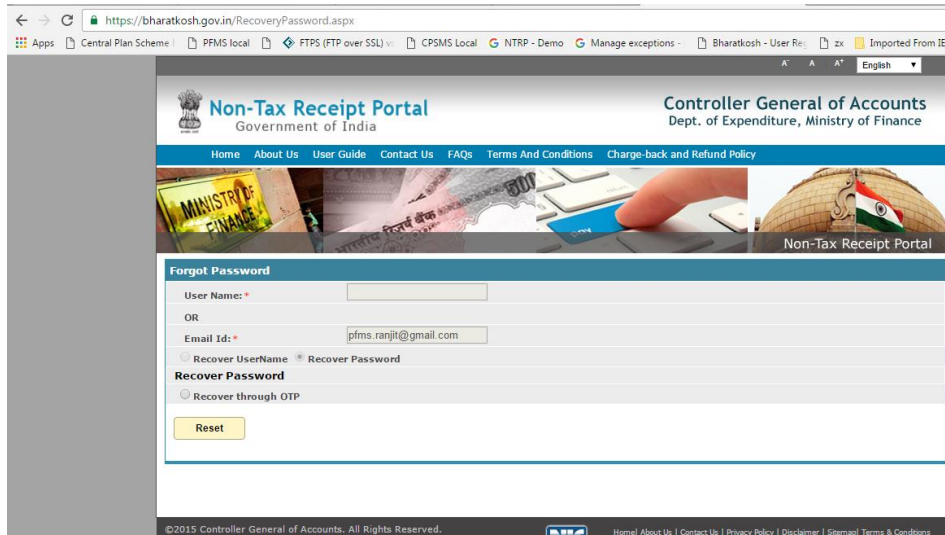 https://bharatkosh.gov.in/RecoveryPassword.aspx
Apps Central Plan Scheme PFMS local FTPS (FTP over SSL) CPSMS Local NTRP - Demo Manage exceptions - Bharatkosh - User Reg zx Imported From IE
A- A A+ English
Non-Tax Receipt Portal
Government of India
Controller General of Accounts
Dept. of Expenditure, Ministry of Finance
Home About Us User Guide Contact Us FAQs Terms And Conditions Charge-back and Refund Policy
MINISTRY OF
FINANCE
भारतीय रिज़र्व बैंक
500
Pay
Non-Tax Receipt Portal
Forgot Password
User Name: *
OR
Email Id: * pfms.ranjit@gmail.com
Recover UserName Recover Password
Recover Password
Recover through OTP
Reset
©2015 Controller General of Accounts. All Rights Reserved.
NIC
Home| About Us | Contact Us | Privacy Policy | Disclaimer | Sitemap| Terms & Conditions